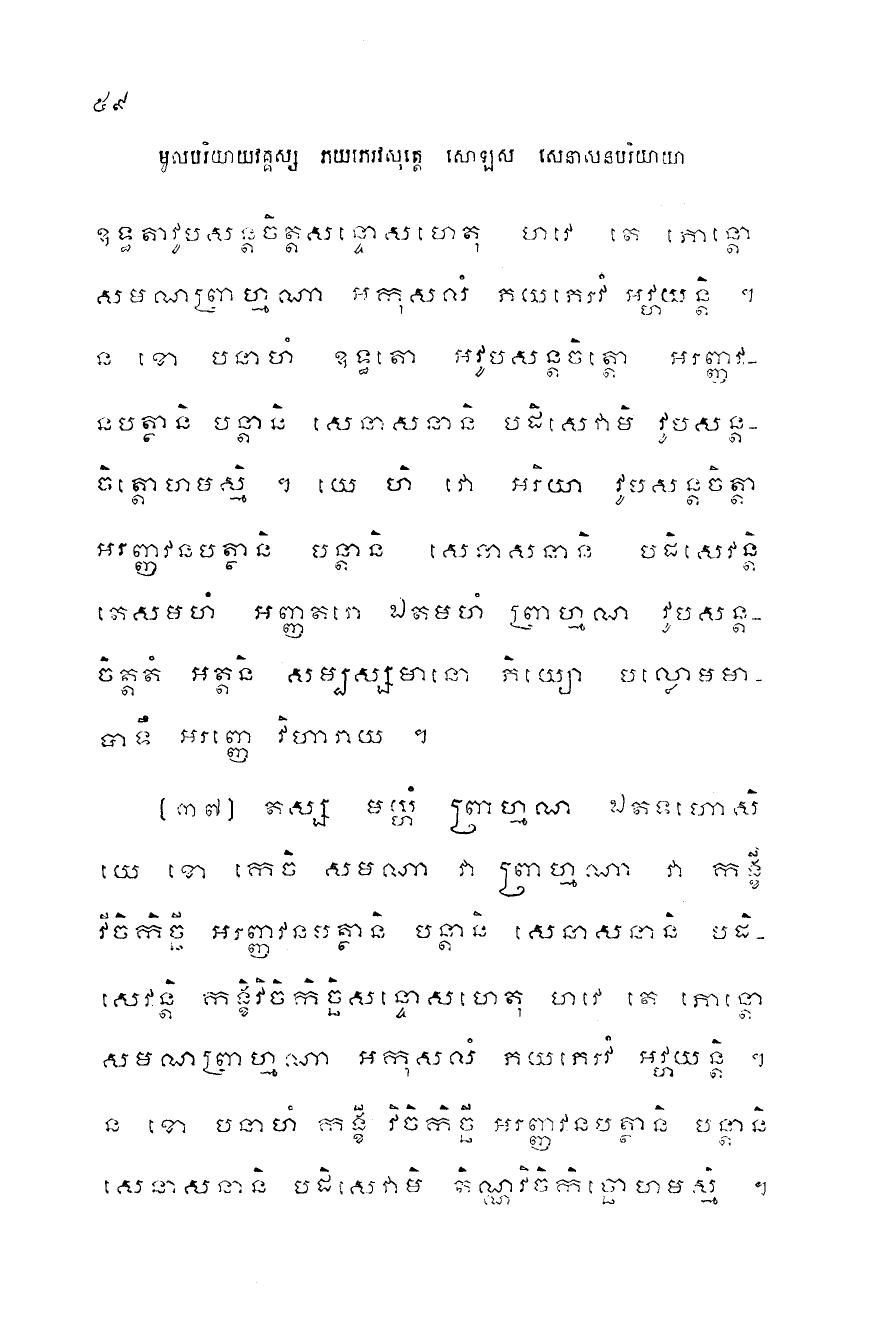 ៥៩
មូលបរិយាយវគ្គស្ស ភយភេរវសុត្តេ សោឡស សេនាសនបរិយាយា
ឧទ្ធតាវូបសន្តចិត្តសន្ទោសហេតុ ហវេ តេ ភោន្តោ
សមណព្រាហ្មណា អកុសលំ ភយភេរវំ អវ្ហយន្តិ ។
ន ខោ បនាហំ ឧទ្ធតោ អវូបសន្តចិត្តោ អរញ្ញវ-
នបត្ថានិ បន្តានិ សេនាសនានិ បដិសេវាមិ វូបសន្ត-
ចិត្តោហមស្មិ ។ យេ ហិ វោ អរិយា វូបសន្តចិត្តា
អរញ្ញវនបត្ថានិ បន្តានិ សេនាសនានិ បដិសេវន្តិ
តេសមហំ អញ្ញតរោ ឯតមហំ ព្រាហ្មណ វូបសន្ត-
ចិត្តតំ អត្តនិ សម្បស្សមានោ ភិយ្យោ បល្លោមមា-
បាទឹ អរញ្ញេ វិហារាយ ។
(៣៧) តស្ស មយ្ហំ ព្រាហ្មណ ឯតទហោសិ
យេ ខោ កេចិ សមណា វា ព្រាហ្មណា វា កង្ខី
វិចិកិច្ឆី អរញ្ញវនបត្ថានិ បន្តានិ សេនាសនានិ បដិ-
សេវន្តិ កង្ខិវិចិកិច្ឆិសន្ទោសហេតុ ហវេ តេ ភោន្តោ
សមណព្រាហ្មណា អកុសលំ ភយភេរវំ អវ្ហយន្តិ ។
ន ខោ បនាហំ កង្ខី វិចិកិច្ឆី អរញ្ញវនបត្ថានិ បន្តានិ
សេនាសនានិ បដិសេវាមិ តិណ្ណវិចិកិច្ឆោហមស្មិ ។